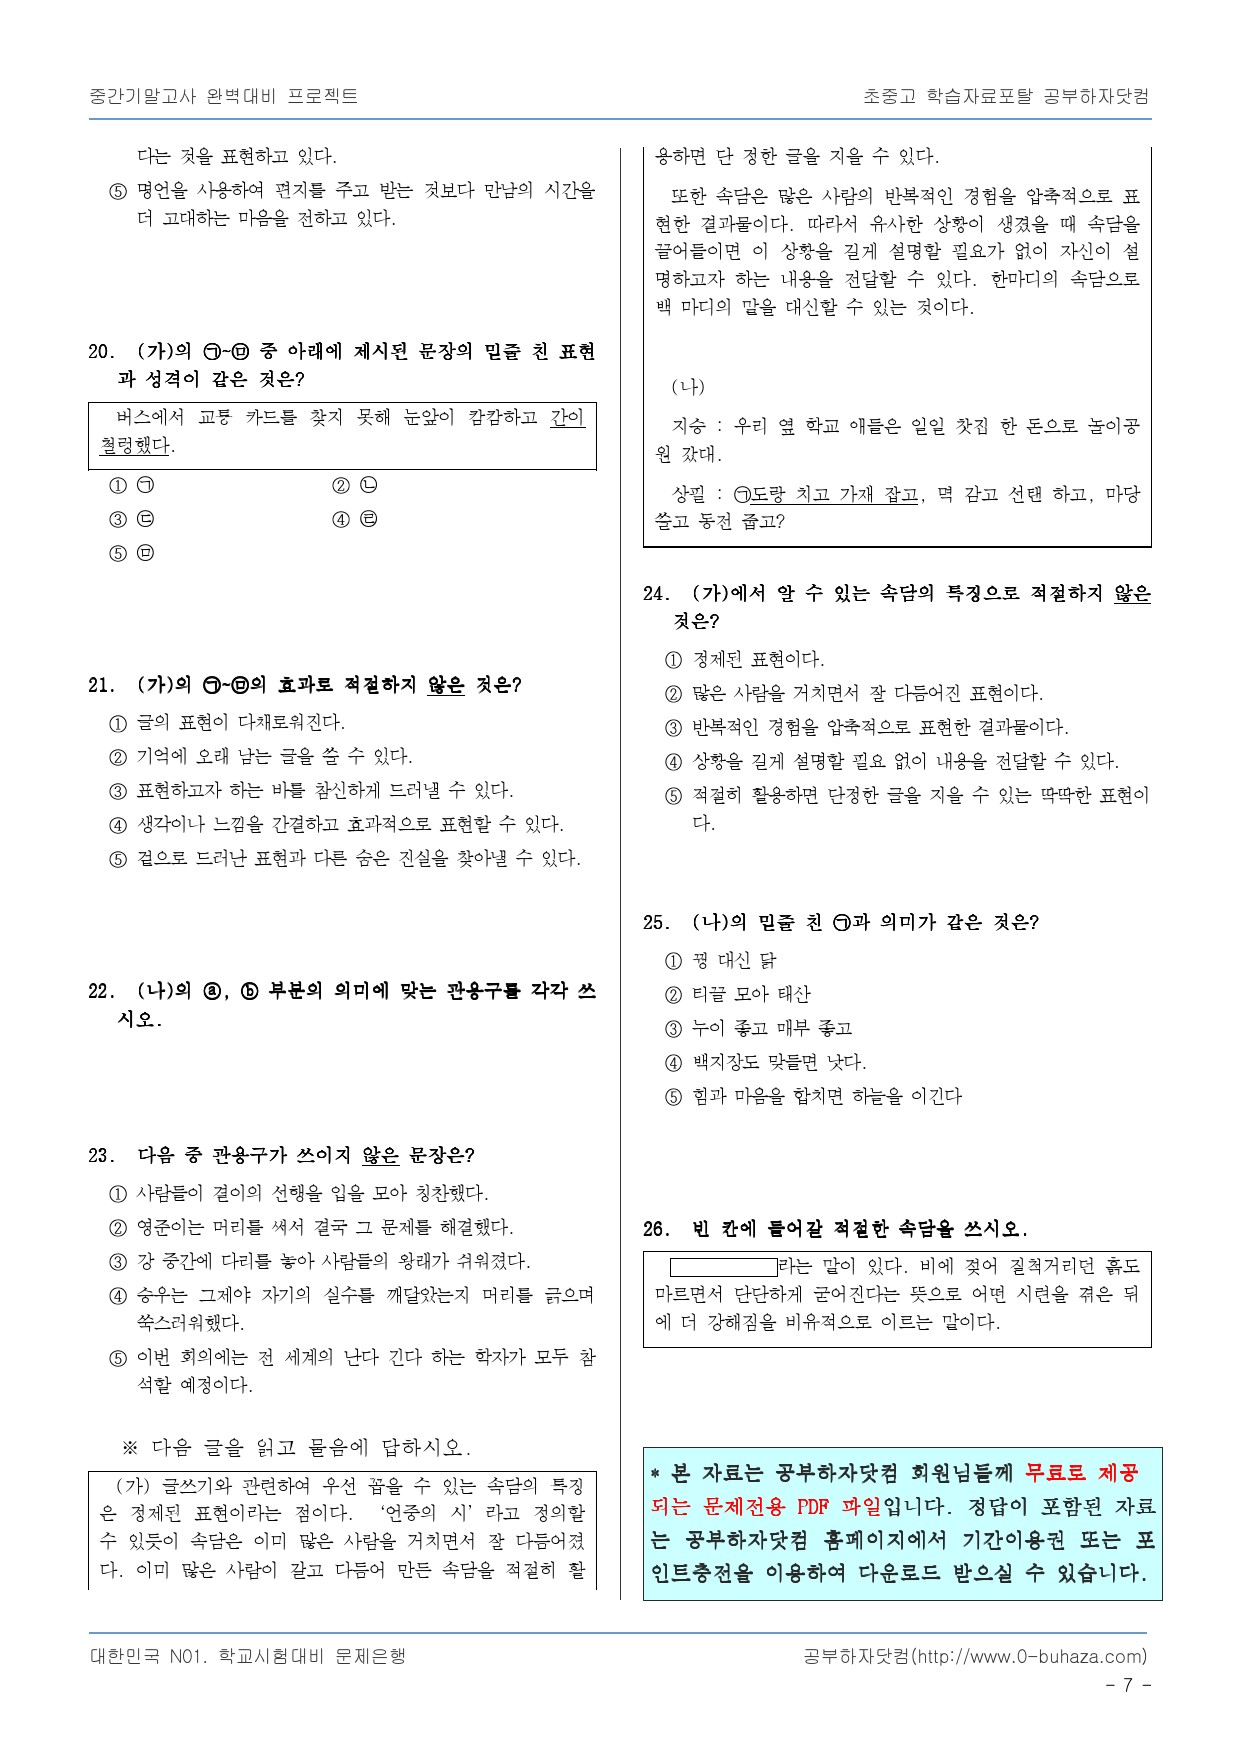 중간기말고사 완벽대비 프로젝트
초중고 학습자료포탈 공부하자닷컴
다는 것을 표현하고 있다.
⑤ 명언을 사용하여 편지를 주고 받는 것보다 만남의 시간을
더 고대하는 마음을 전하고 있다.
20. (가)의 ㉠~㉤ 중 아래에 제시된 문장의 밑줄 친 표현
과 성격이 같은 것은?
버스에서 교통 카드를 찾지 못해 눈앞이 캄캄하고 간이
철렁했다.
① ㉠ ② ㉡
③ ㉢ ④ ㉣
⑤ ㉤
21. (가)의 ㉠~㉤의 효과로 적절하지 않은 것은?
① 글의 표현이 다채로워진다.
② 기억에 오래 남는 글을 쓸 수 있다.
③ 표현하고자 하는 바를 참신하게 드러낼 수 있다.
④ 생각이나 느낌을 간결하고 효과적으로 표현할 수 있다.
⑤ 겉으로 드러난 표현과 다른 숨은 진실을 찾아낼 수 있다.
22. (나)의 ⓐ, ⓑ 부분의 의미에 맞는 관용구를 각각 쓰
시오.
23. 다음 중 관용구가 쓰이지 않은 문장은?
① 사람들이 결이의 선행을 입을 모아 칭찬했다.
② 영준이는 머리를 써서 결국 그 문제를 해결했다.
③ 강 중간에 다리를 놓아 사람들의 왕래가 쉬워졌다.
④ 승우는 그제야 자기의 실수를 깨달았는지 머리를 긁으며
쑥스러워했다.
⑤ 이번 회의에는 전 세계의 난다 긴다 하는 학자가 모두 참
석할 예정이다.
※ 다음 글을 읽고 물음에 답하시오.
(가) 글쓰기와 관련하여 우선 꼽을 수 있는 속담의 특징
은 정제된 표현이라는 점이다. ‘언중의 시’라고 정의할
수 있듯이 속담은 이미 많은 사람을 거치면서 잘 다듬어졌
다. 이미 많은 사람이 갈고 다듬어 만든 속담을 적절히 활
용하면 단 정한 글을 지을 수 있다.
또한 속담은 많은 사람의 반복적인 경험을 압축적으로 표
현한 결과물이다. 따라서 유사한 상황이 생겼을 때 속담을
끌어들이면 이 상황을 길게 설명할 필요가 없이 자신이 설
명하고자 하는 내용을 전달할 수 있다. 한마디의 속담으로
백 마디의 말을 대신할 수 있는 것이다.
(나)
지승 : 우리 옆 학교 애들은 일일 찻집 한 돈으로 놀이공
원 갔대.
상필 : ㉠도랑 치고 가재 잡고, 멱 감고 선탠 하고, 마당
쓸고 동전 줍고?
24. (가)에서 알 수 있는 속담의 특징으로 적절하지 않은
것은?
① 정제된 표현이다.
② 많은 사람을 거치면서 잘 다듬어진 표현이다.
③ 반복적인 경험을 압축적으로 표현한 결과물이다.
④ 상황을 길게 설명할 필요 없이 내용을 전달할 수 있다.
⑤ 적절히 활용하면 단정한 글을 지을 수 있는 딱딱한 표현이
다.
25. (나)의 밑줄 친 ㉠과 의미가 같은 것은?
① 꿩 대신 닭
② 티끌 모아 태산
③ 누이 좋고 매부 좋고
④ 백지장도 맞들면 낫다.
⑤ 힘과 마음을 합치면 하늘을 이긴다
26. 빈 칸에 들어갈 적절한 속담을 쓰시오.
라는 말이 있다. 비에 젖어 질척거리던 흙도
마르면서 단단하게 굳어진다는 뜻으로 어떤 시련을 겪은 뒤
에 더 강해짐을 비유적으로 이르는 말이다.
* 본 자료는 공부하자닷컴 회원님들께 무료로 제공
되는 문제전용 PDF 파일입니다. 정답이 포함된 자료
는 공부하자닷컴 홈페이지에서 기간이용권 또는 포
인트충전을 이용하여 다운로드 받으실 수 있습니다.
대한민국 N01. 학교시험대비 문제은행
공부하자닷컴(http://www.0-buhaza.com)
- 7 -